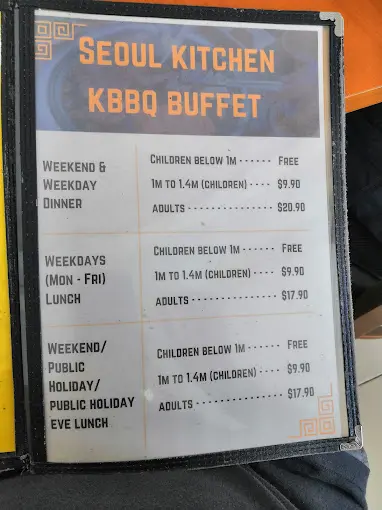 SEOUL KITCHEN
KBBQ BUFFET
WEEKEND &
WEEKDAY
DINNER
CHILDREN BELOW 1M ······ FREE
1M TO 1.4M (CHILDREN) ···· $9.90
ADULTS ··············· $20.90
WEEKDAYS
(MON - FRI)
LUNCH
CHILDREN BELOW 1M ······ FREE
1M TO 1.4M (CHILDREN) ···· $9.90
ADULTS ··············· $17.90
WEEKEND/
PUBLIC
HOLIDAY/
PUBLIC HOLIDAY
EVE LUNCH
CHILDREN BELOW 1M ······ FREE
1M TO 1.4M (CHILDREN) ···· $9.90
ADULTS ··············· $17.90